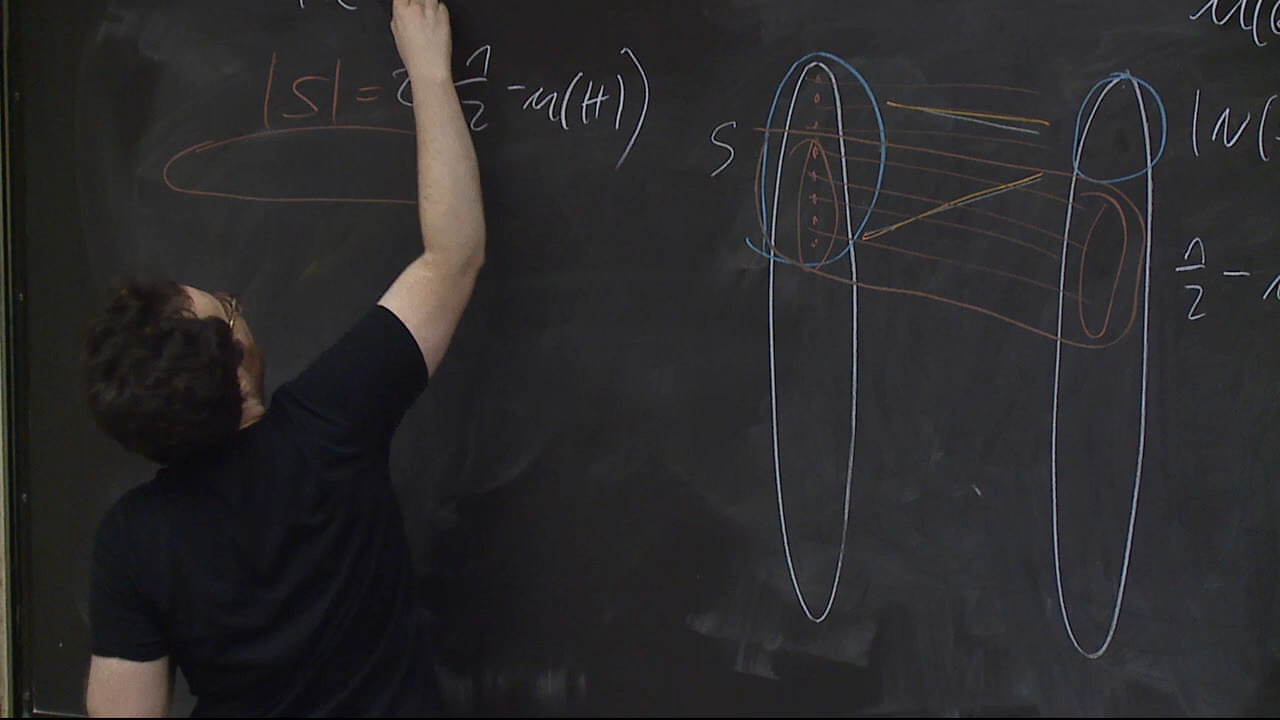 |S| = 2 n/2 - μ(H))
S
|N(
n/2 -